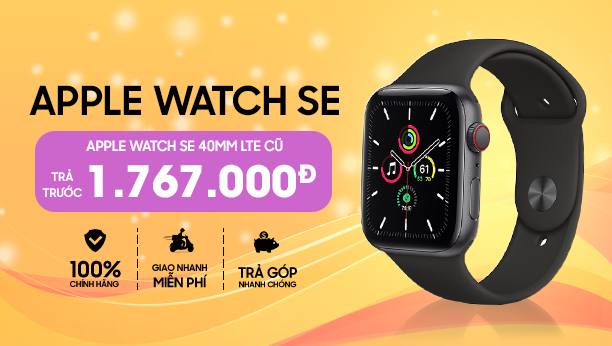 APPLE WATCH SE
APPLE WATCH SE 40MM LTE CŨ
TRẢ TRƯỚC
1.767.000Đ
100%
CHÍNH HÃNG
GIAO NHANH
MIỄN PHÍ
TRẢ GÓP
NHANH CHÓNG
61